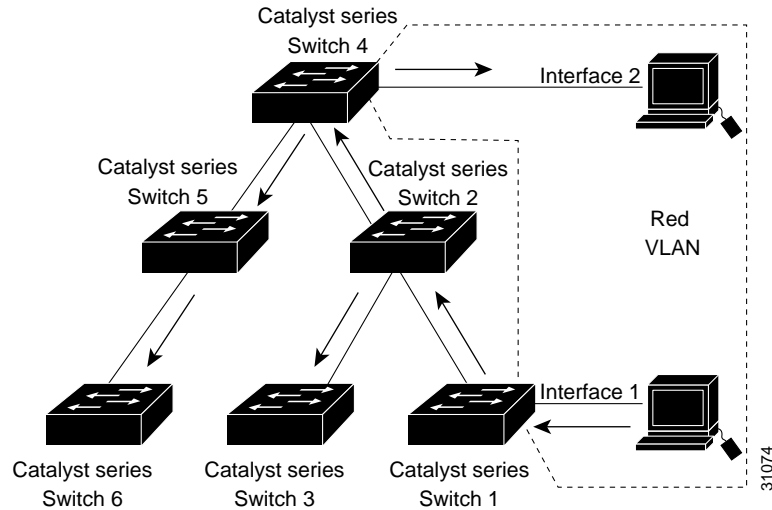 Catalyst series
Switch 4
Interface 2
Catalyst series
Switch 5
Catalyst series
Switch 2
Red
VLAN
Interface 1
Catalyst series
Switch 6
Catalyst series
Switch 3
Catalyst series
Switch 1
31074